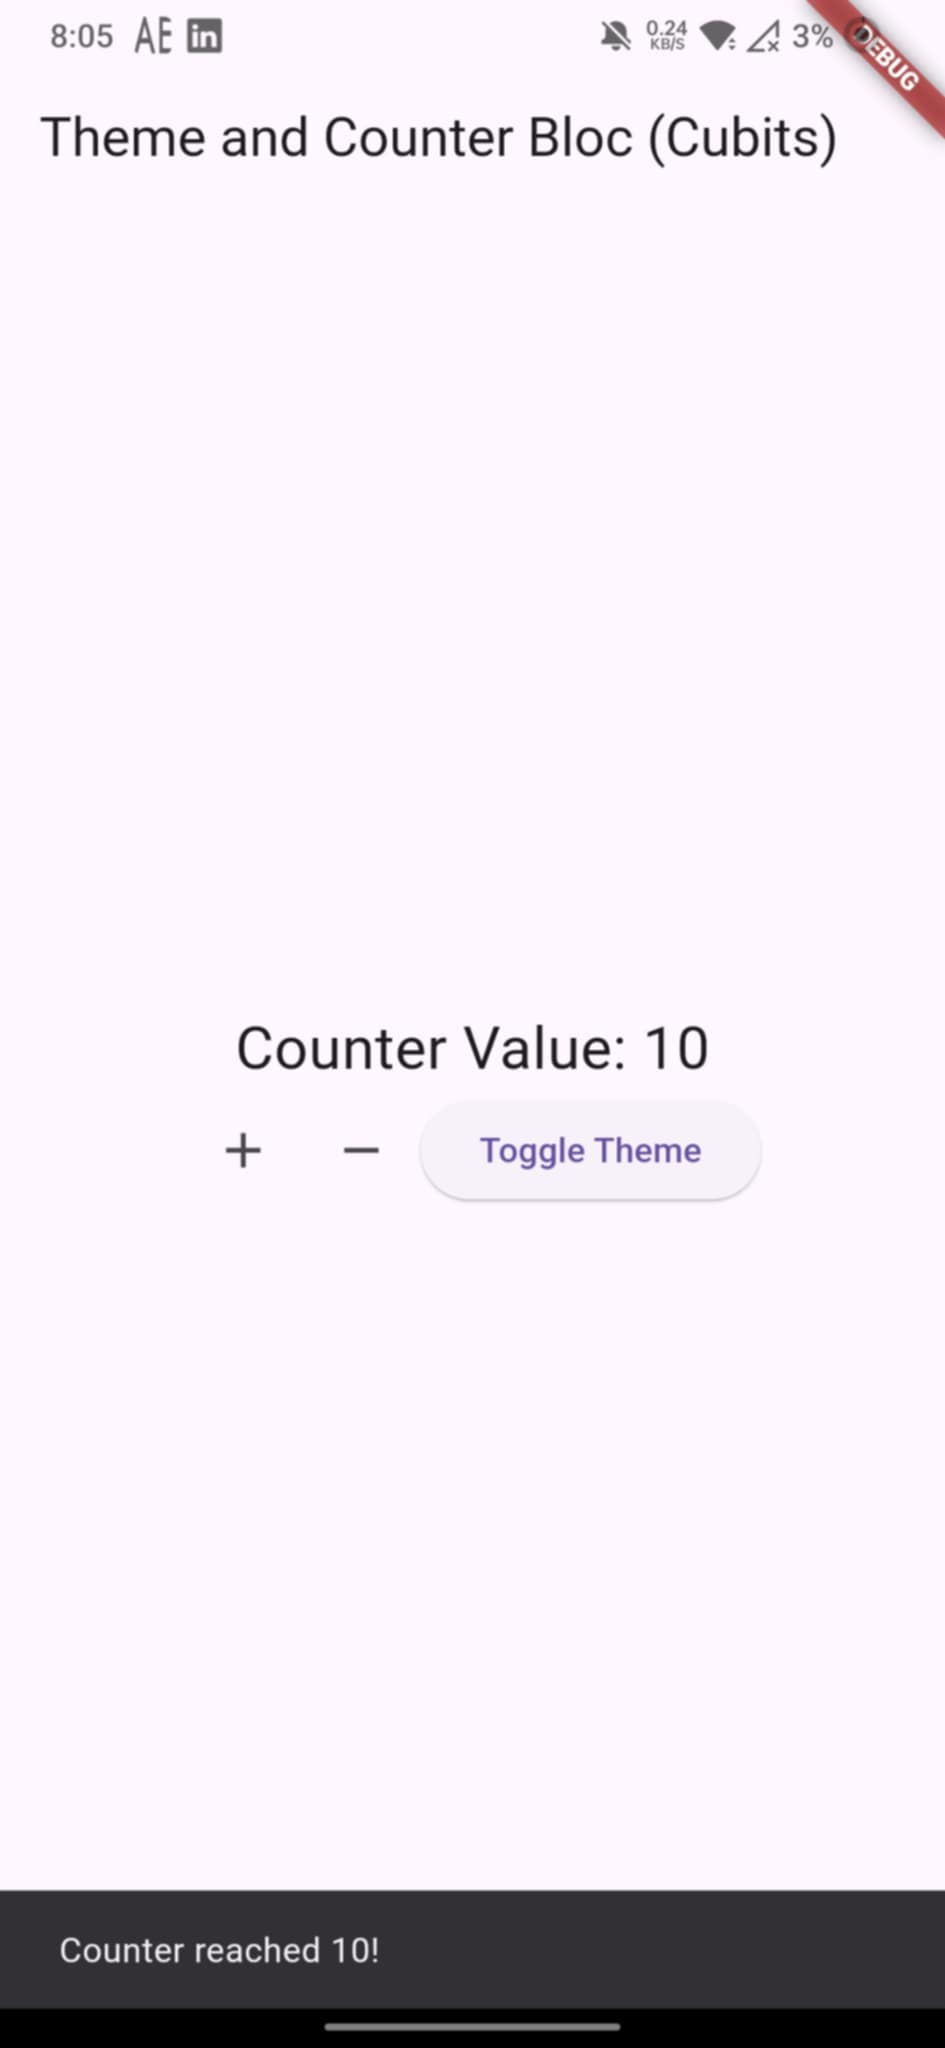 8:05 AE in 0.24 KB/S 3% DEBUG
Theme and Counter Bloc (Cubits)
Counter Value: 10
+ − Toggle Theme
Counter reached 10!